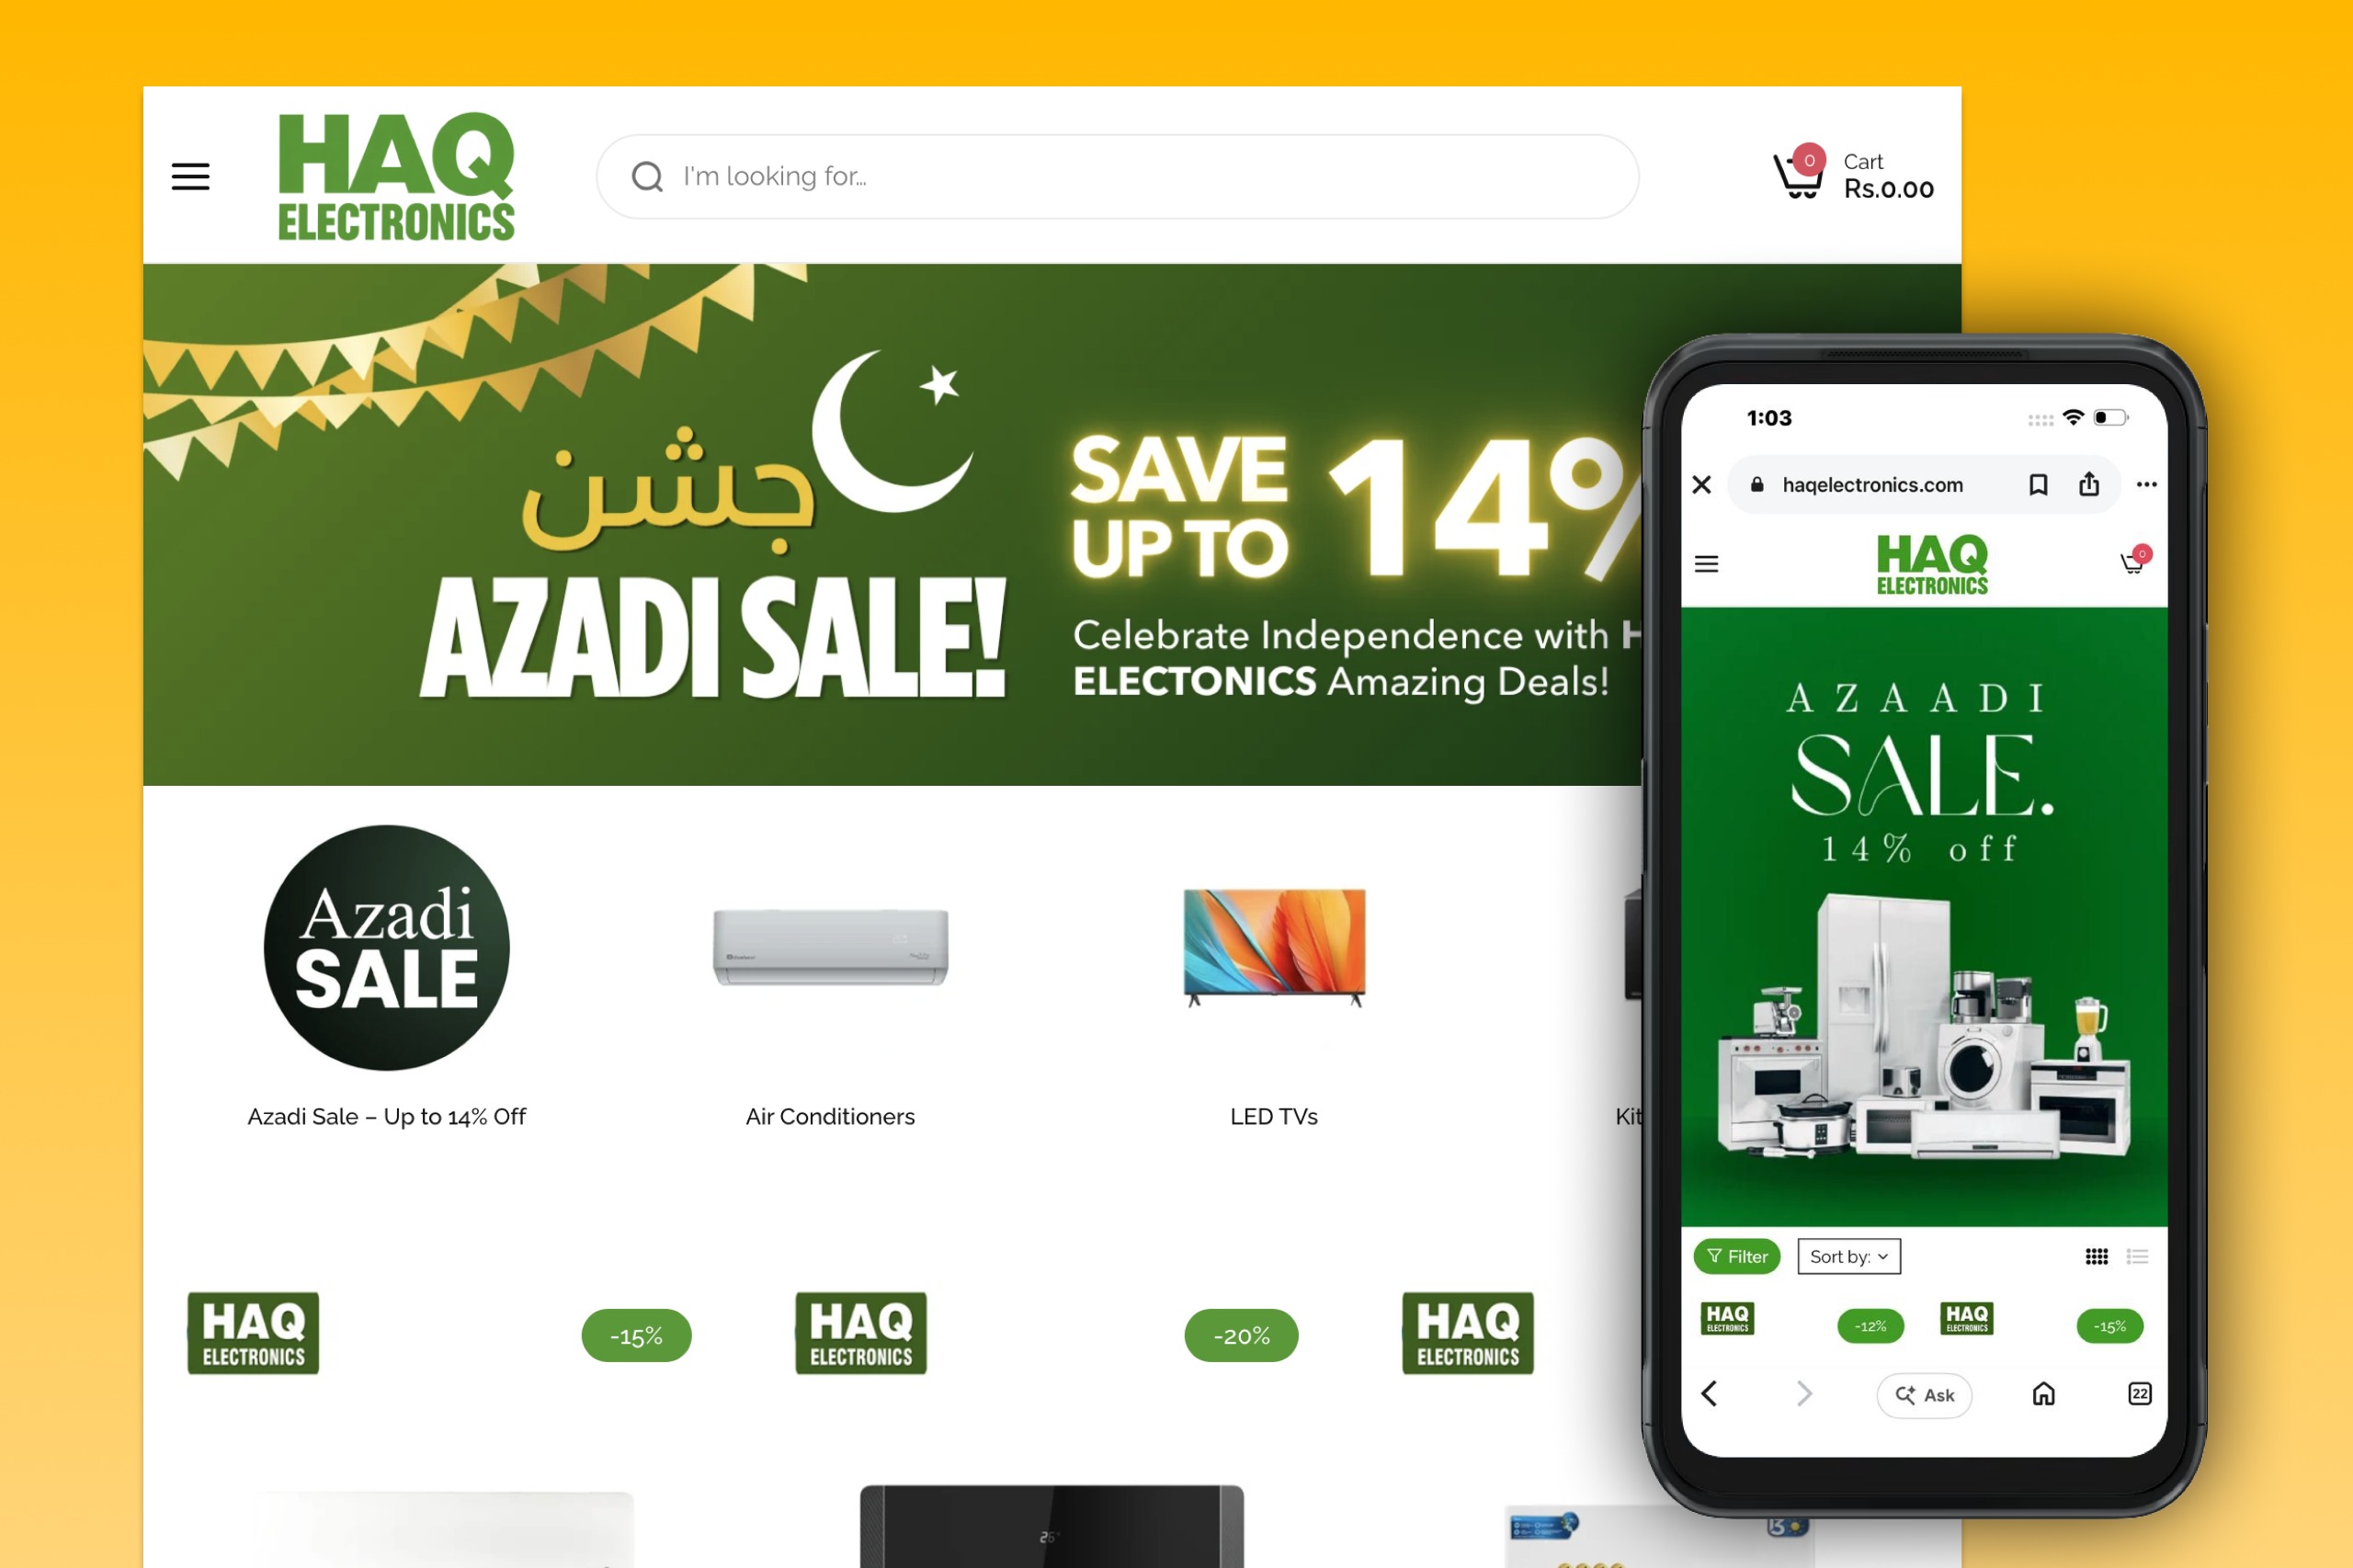 HAQ
ELECTRONICS
I'm looking for...
0
Cart
Rs.0.00
جشن
AZADI SALE!
SAVE
UP TO
14%
Celebrate Independence with H
ELECTONICS Amazing Deals!
Azadi
SALE
Azadi Sale – Up to 14% Off
Air Conditioners
LED TVs
Kit
HAQ
ELECTRONICS
-15%
HAQ
ELECTRONICS
-20%
HAQ
ELECTRONICS
1:03
haqelectronics.com
HAQ
ELECTRONICS
0
AZAADI
SALE.
14% off
Filter
Sort by:
HAQ
ELECTRONICS
-12%
HAQ
ELECTRONICS
-15%
Ask
22